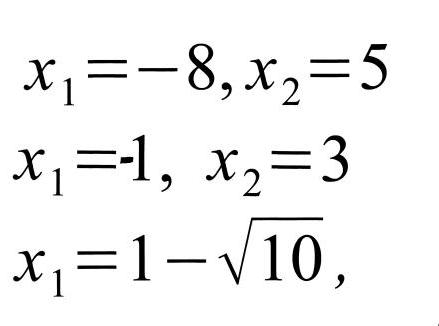 x₁=−8, x₂=5
x₁=-1, x₂=3
x₁=1−√10,